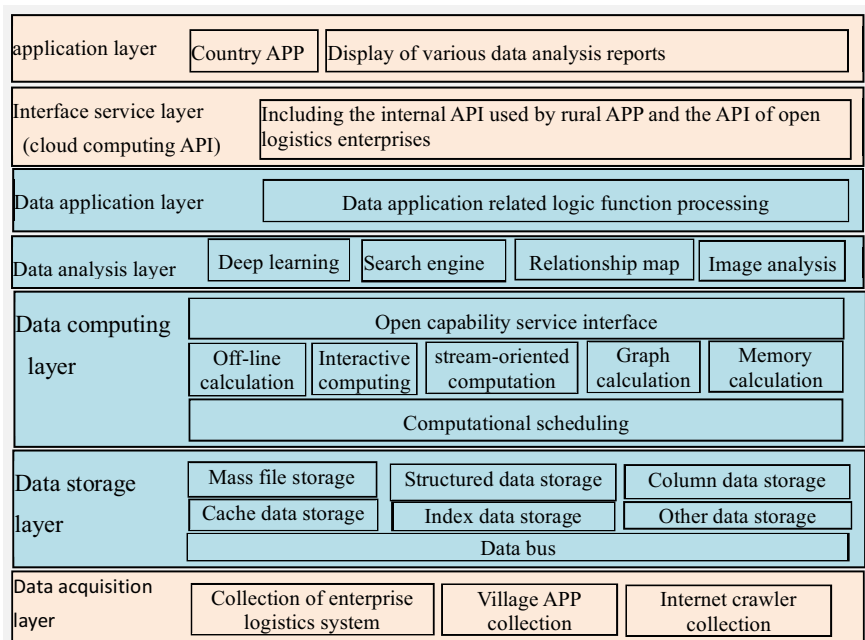 application layer
Country APP
Display of various data analysis reports
Interface service layer
(cloud computing API)
Including the internal API used by rural APP and the API of open
logistics enterprises
Data application layer
Data application related logic function processing
Data analysis layer
Deep learning
Search engine
Relationship map
Image analysis
Data computing
layer
Open capability service interface
Off-line
calculation
Interactive
computing
stream-oriented
computation
Graph
calculation
Memory
calculation
Computational scheduling
Data storage
layer
Mass file storage
Structured data storage
Column data storage
Cache data storage
Index data storage
Other data storage
Data bus
Data acquisition
layer
Collection of enterprise
logistics system
Village APP
collection
Internet crawler
collection